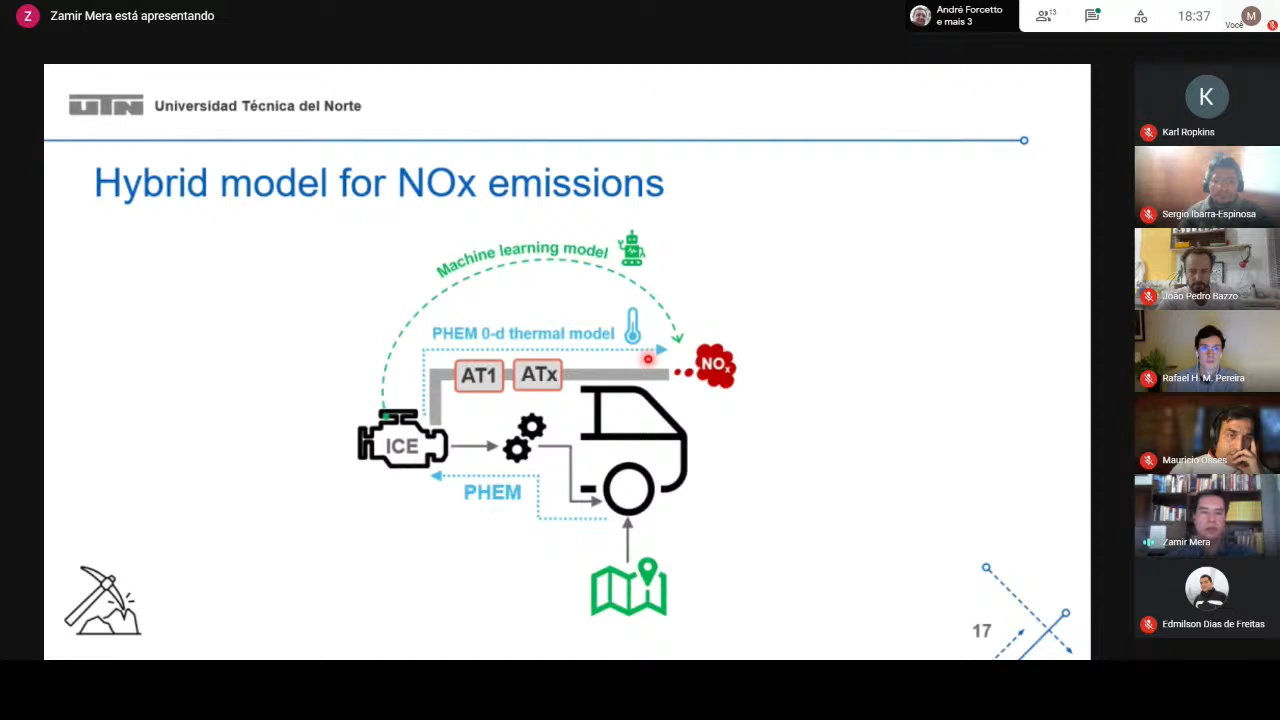 Z
Zamir Mera está apresentando
André Forcetto
e mais 3
13
18:37
Você
M
UTN
Universidad Técnica del Norte
Hybrid model for NOx emissions
Machine learning model
PHEM 0-d thermal model
AT1
ATx
NOx
ICE
PHEM
17
K
Karl Ropkins
Sergio Ibarra-Espinosa
João Pedro Bazzo
Rafael H. M. Pereira
Mauricio Osses
Zamir Mera
Edmilson Dias de Freitas